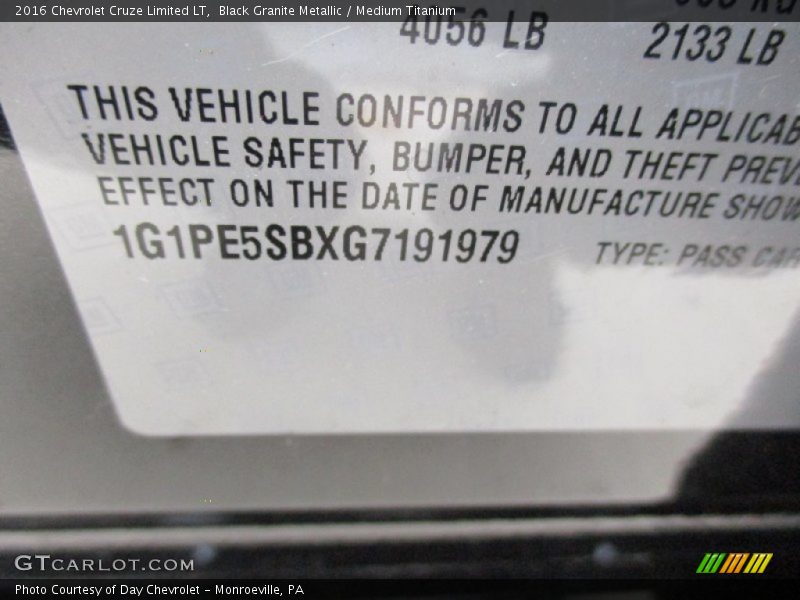 2016 Chevrolet Cruze Limited LT, Black Granite Metallic / Medium Titanium
4056 LB
2133 LB
THIS VEHICLE CONFORMS TO ALL APPLICAB
VEHICLE SAFETY, BUMPER, AND THEFT PREV
EFFECT ON THE DATE OF MANUFACTURE SHOW
1G1PE5SBXG7191979 TYPE: PASS CAR
GTCARLOT.COM
Photo Courtesy of Day Chevrolet - Monroeville, PA